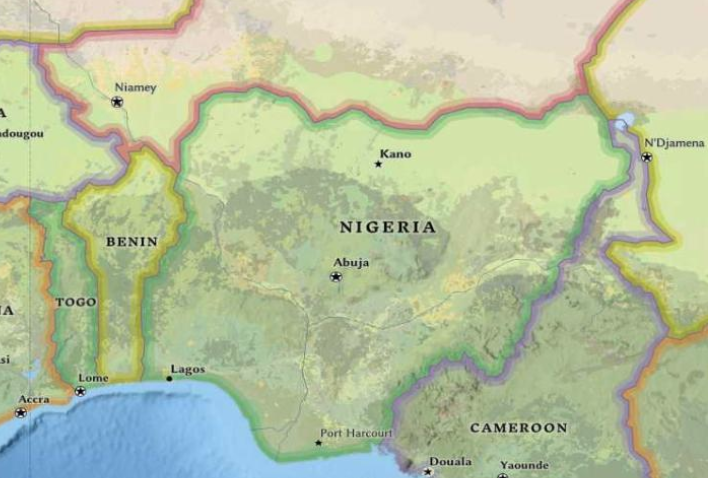 Niamey
A
adougou
Kano
N'Djamena
NIGERIA
BENIN
Abuja
TOGO
A
si
Lagos
Lome
Accra
Port Harcourt
CAMEROON
Douala
Yaounde